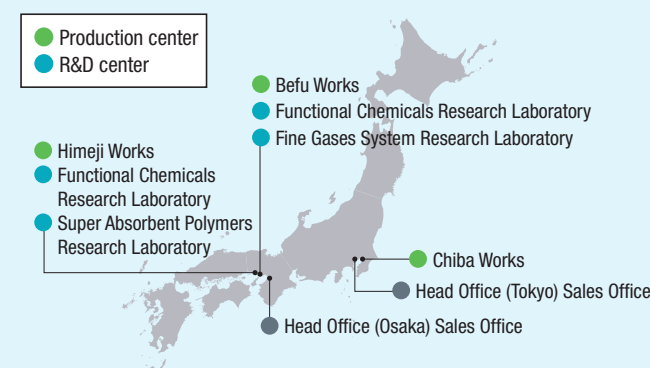 Production center
R&D center
Befu Works
Functional Chemicals Research Laboratory
Fine Gases System Research Laboratory
Himeji Works
Functional Chemicals
Research Laboratory
Super Absorbent Polymers
Research Laboratory
Chiba Works
Head Office (Tokyo) Sales Office
Head Office (Osaka) Sales Office